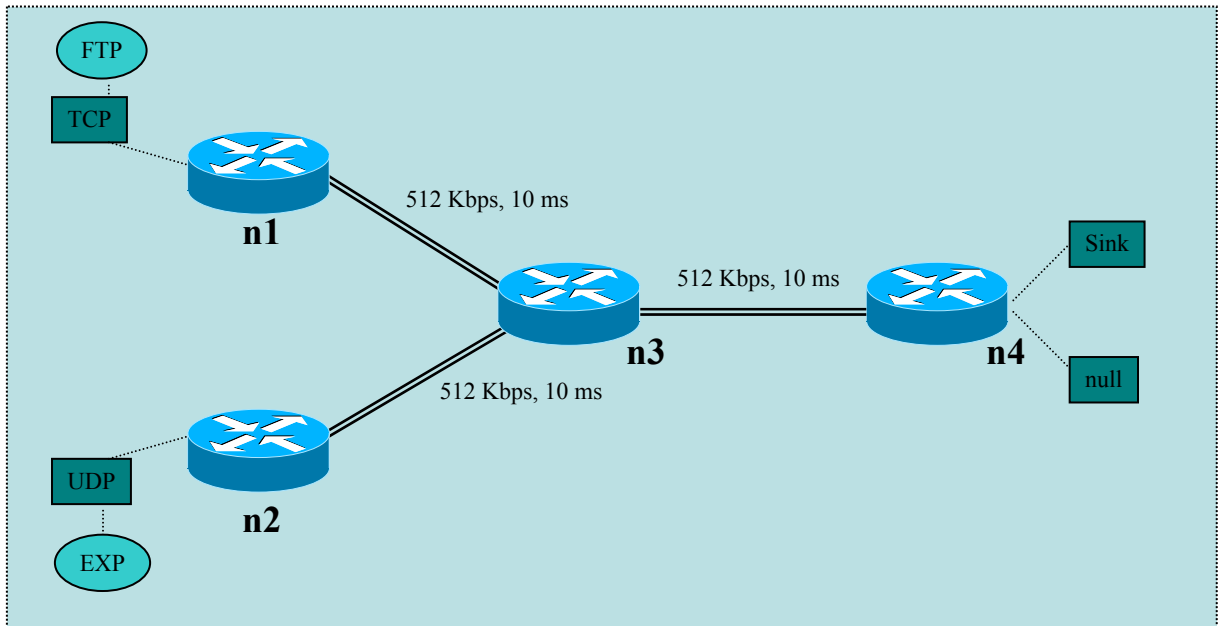 FTP
TCP
n1
512 Kbps, 10 ms
512 Kbps, 10 ms
n3
512 Kbps, 10 ms
n4
Sink
null
UDP
n2
EXP